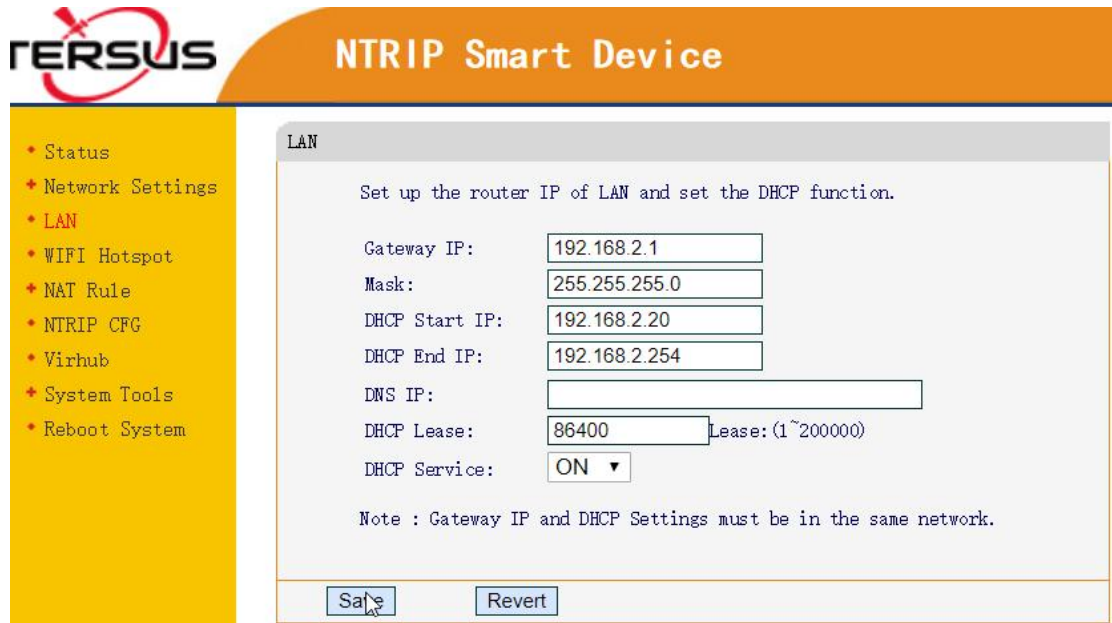 TERSUS
NTRIP Smart Device
Status
Network Settings
LAN
WIFI Hotspot
NAT Rule
NTRIP CFG
Virhub
System Tools
Reboot System
LAN
Set up the router IP of LAN and set the DHCP function.
Gateway IP: 192.168.2.1
Mask: 255.255.255.0
DHCP Start IP: 192.168.2.20
DHCP End IP: 192.168.2.254
DNS IP:
DHCP Lease: 86400 Lease:(1~200000)
DHCP Service: ON
Note : Gateway IP and DHCP Settings must be in the same network.
Save Revert